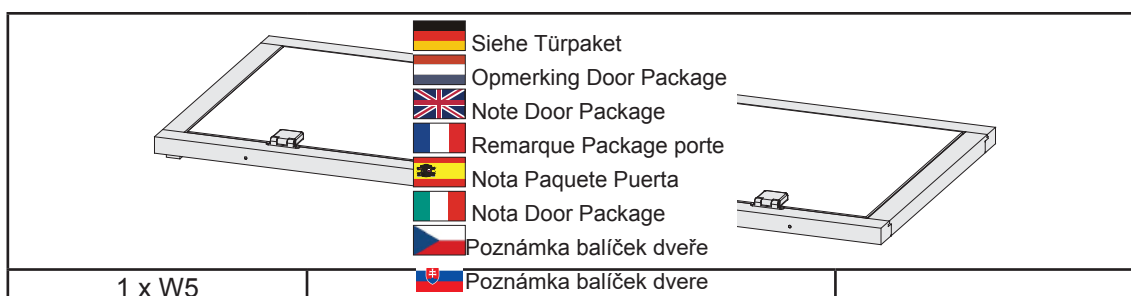 Siehe Türpaket
Opmerking Door Package
Note Door Package
Remarque Package porte
Nota Paquete Puerta
Nota Door Package
Poznámka balíček dveře
Poznámka balíček dvere
1 x W5